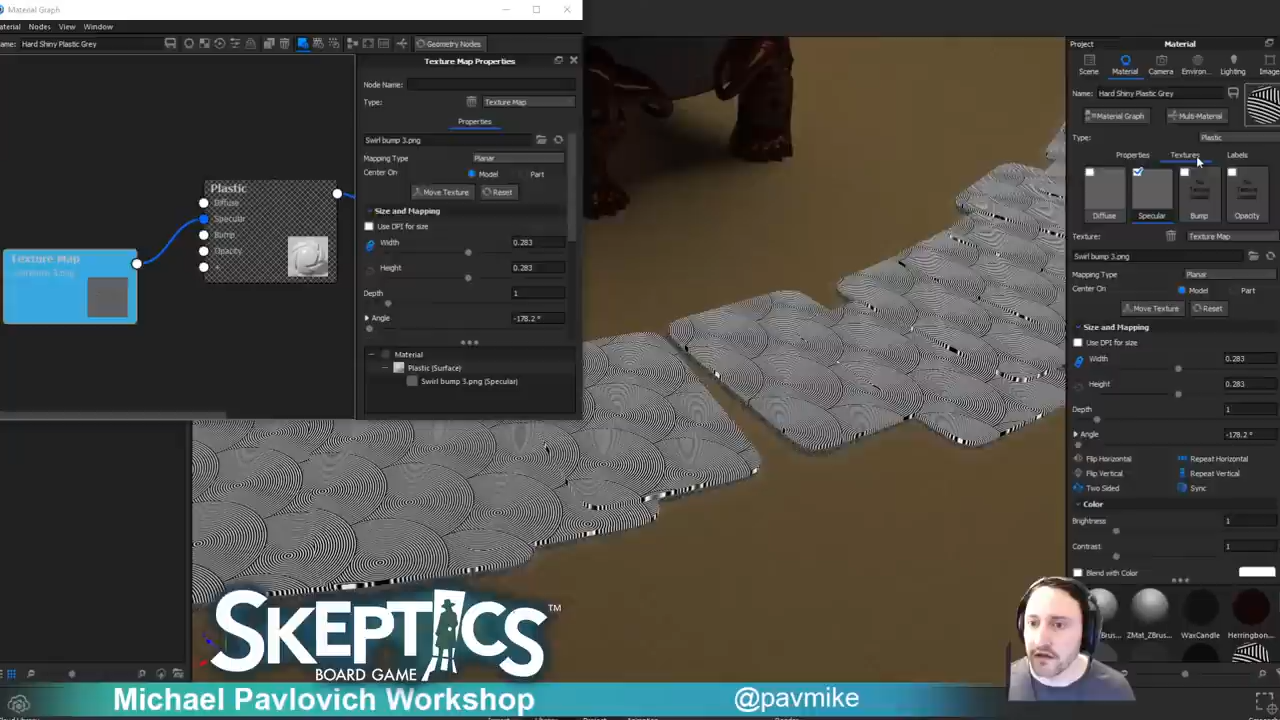 Material Graph
Material Nodes View Window
Name: Hard Shiny Plastic Grey
Geometry Nodes
Texture Map Properties
Node Name:
Type: Texture Map
Properties
Swirl bump 3.png
Mapping Type Planar
Center On Model Part
Move Texture Reset
Size and Mapping
Use DPI for size
Width 0.283
Height 0.283
Depth 1
Angle -178.2 °
Material
Plastic (Surface)
Swirl bump 3.png (Specular)
Plastic
Diffuse
Specular
Bump
Opacity
+
Texture Map
Project Material
Scene Material Camera Environ... Lighting Image
Name: Hard Shiny Plastic Grey
Material Graph Multi-Material
Type: Plastic
Properties Textures Labels
Diffuse Specular Bump Opacity
Texture: Texture Map
Swirl bump 3.png
Mapping Type Planar
Center On Model Part
Move Texture Reset
Size and Mapping
Use DPI for size
Width 0.283
Height 0.283
Depth 1
Angle -178.2 °
Flip Horizontal Repeat Horizontal
Flip Vertical Repeat Vertical
Two Sided Sync
Color
Brightness 1
Contrast 1
Blend with Color
ZMat_ZBrus... WaxCandle Herringbon...
SKEPTICS™
BOARD GAME
Michael Pavlovich Workshop @pavmike